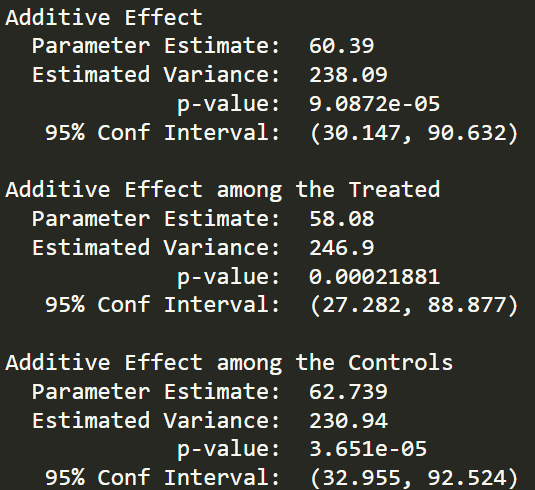 Additive Effect
Parameter Estimate: 60.39
Estimated Variance: 238.09
p-value: 9.0872e-05
95% Conf Interval: (30.147, 90.632)
Additive Effect among the Treated
Parameter Estimate: 58.08
Estimated Variance: 246.9
p-value: 0.00021881
95% Conf Interval: (27.282, 88.877)
Additive Effect among the Controls
Parameter Estimate: 62.739
Estimated Variance: 230.94
p-value: 3.651e-05
95% Conf Interval: (32.955, 92.524)